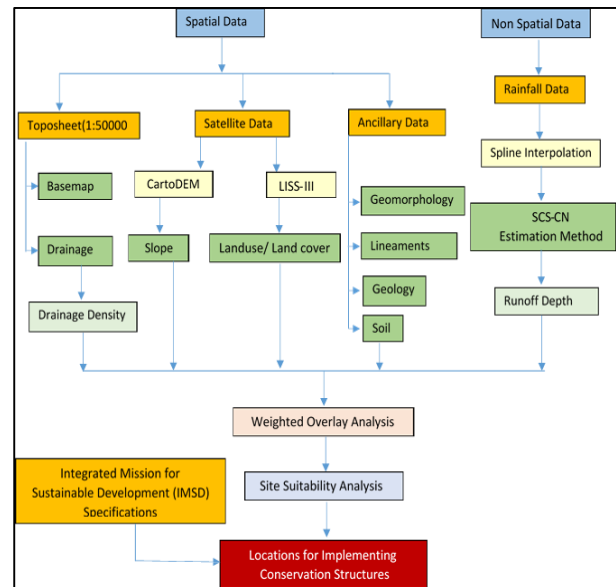 Spatial Data
Non Spatial Data
Rainfall Data
Toposheet(1:50000
Satellite Data
Ancillary Data
Spline Interpolation
CartoDEM
LISS-III
Basemap
Geomorphology
SCS-CN
Estimation Method
Drainage
Slope
Landuse/ Land cover
Lineaments
Geology
Runoff Depth
Drainage Density
Soil
Weighted Overlay Analysis
Integrated Mission for
Sustainable Development (IMSD)
Specifications
Site Suitability Analysis
Locations for Implementing
Conservation Structures